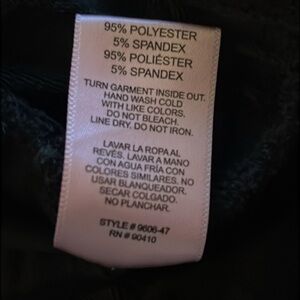 95% POLYESTER
5% SPANDEX
95% POLIÉSTER
5% SPANDEX
TURN GARMENT INSIDE OUT.
HAND WASH COLD
WITH LIKE COLORS.
DO NOT BLEACH.
LINE DRY. DO NOT IRON.
LAVAR LA ROPA AL
REVÉS. LAVAR A MANO
CON AGUA FRÍA CON
COLORES SIMILARES. NO
USAR BLANQUEADOR.
SECAR COLGADO.
NO PLANCHAR.
STYLE # 9606-47
RN # 90410